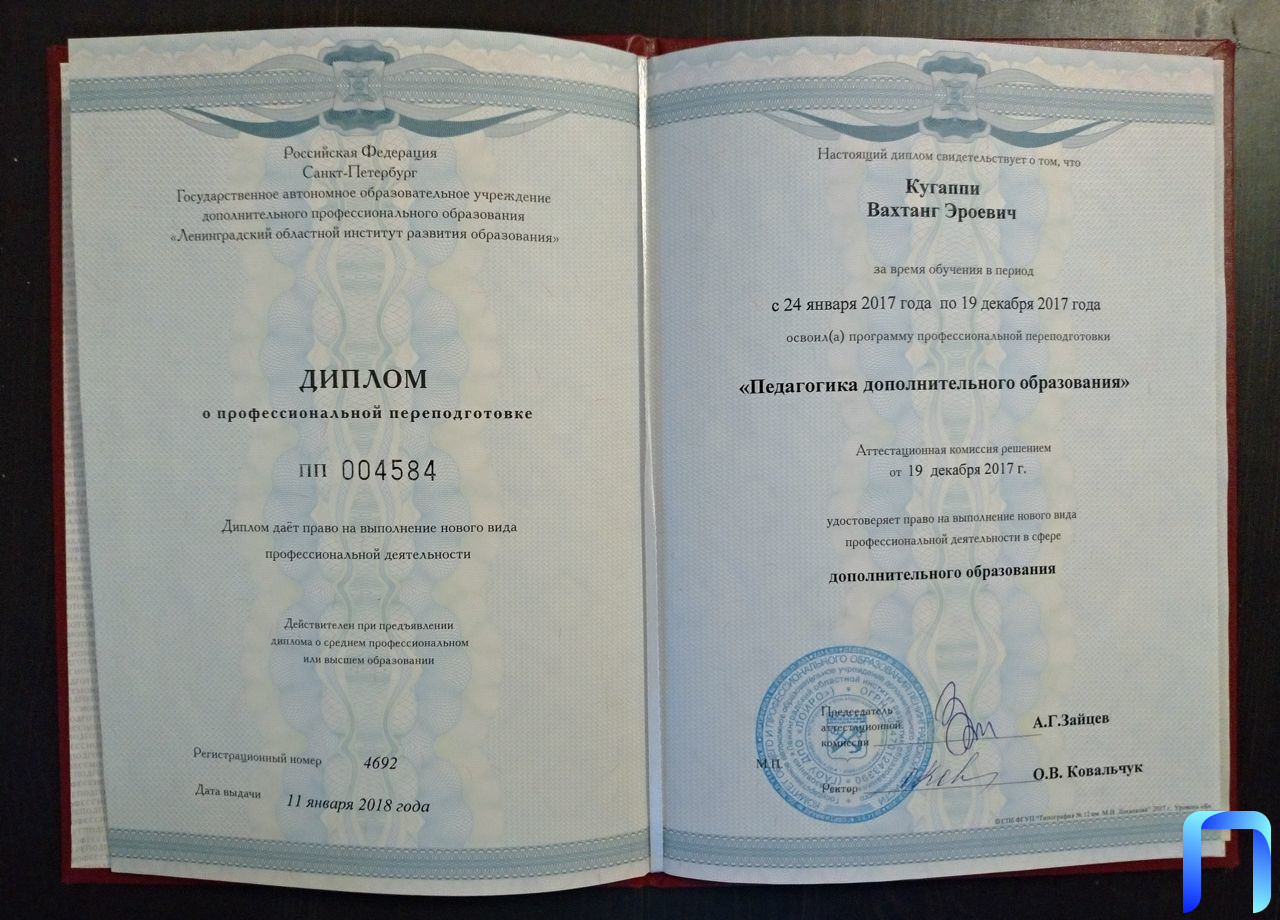 Российская Федерация
Санкт-Петербург
Государственное автономное образовательное учреждение
дополнительного профессионального образования
«Ленинградский областной институт развития образования»
ДИПЛОМ
о профессиональной переподготовке
ПП 004584
Диплом даёт право на выполнение нового вида
профессиональной деятельности
Действителен при предъявлении
диплома о среднем профессиональном
или высшем образовании
Регистрационный номер 4692
Дата выдачи 11 января 2018 года
Настоящий диплом свидетельствует о том, что
Кугаппи
Вахтанг Эроевич
за время обучения в период
с 24 января 2017 года по 19 декабря 2017 года
освоил(а) программу профессиональной переподготовки
«Педагогика дополнительного образования»
Аттестационная комиссия решением
от 19 декабря 2017 г.
удостоверяет право на выполнение нового вида
профессиональной деятельности в сфере
дополнительного образования
Председатель
аттестационной
комиссии
А.Г.Зайцев
М.П.
Ректор
О.В. Ковальчук